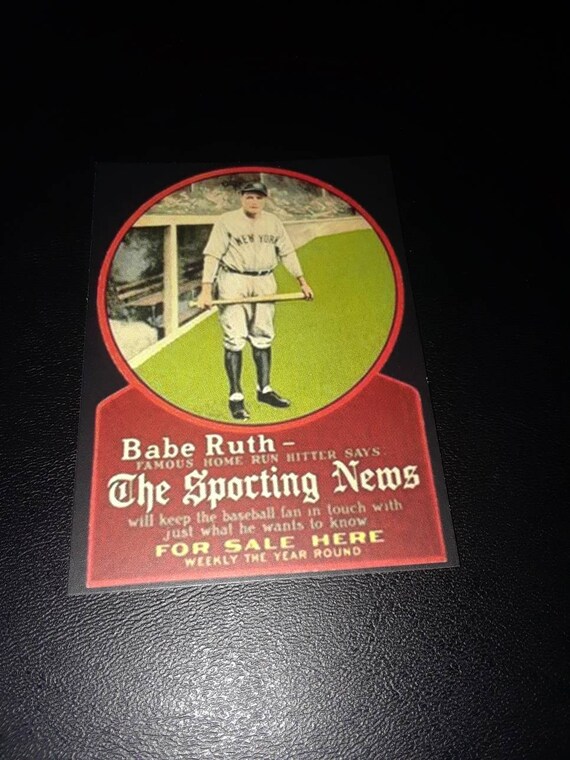 NEW YORK
Babe Ruth –
FAMOUS HOME RUN HITTER SAYS
The Sporting News
will keep the baseball fan in touch with
just what he wants to know
FOR SALE HERE
WEEKLY THE YEAR ROUND